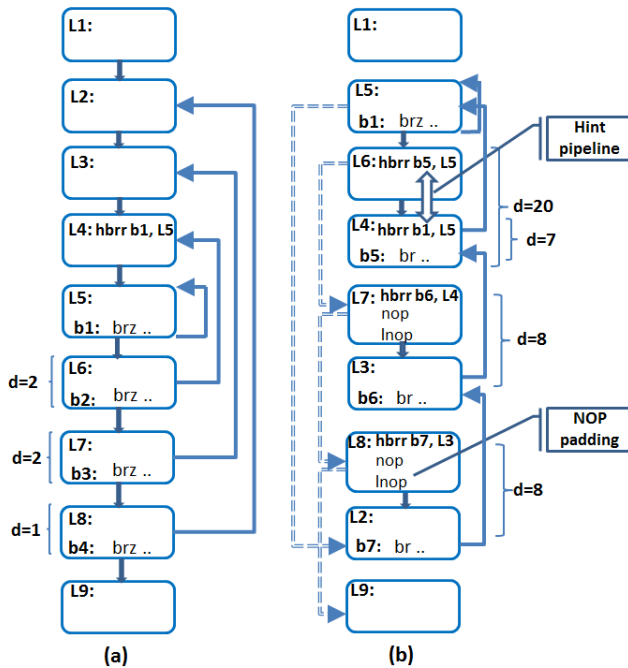 L1:
L2:
L3:
L4: hbrr b1, L5
L5:
b1: brz ..
L6:
d=2
b2: brz ..
L7:
d=2
b3: brz ..
L8:
d=1
b4: brz ..
L9:
(a)
L1:
L5:
b1: brz ..
Hint
pipeline
L6: hbrr b5, L5
d=20
L4: hbrr b1, L5
d=7
b5: br ..
L7: hbrr b6, L4
nop
lnop
d=8
L3:
b6: br ..
NOP
padding
L8: hbrr b7, L3
nop
lnop
d=8
L2:
b7: br ..
L9:
(b)